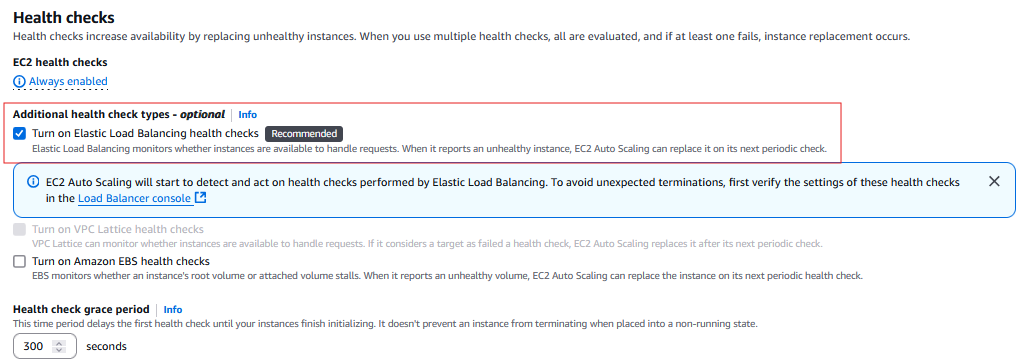 Health checks
Health checks increase availability by replacing unhealthy instances. When you use multiple health checks, all are evaluated, and if at least one fails, instance replacement occurs.
EC2 health checks
Always enabled
Additional health check types - optional Info
Turn on Elastic Load Balancing health checks Recommended
Elastic Load Balancing monitors whether instances are available to handle requests. When it reports an unhealthy instance, EC2 Auto Scaling can replace it on its next periodic check.
EC2 Auto Scaling will start to detect and act on health checks performed by Elastic Load Balancing. To avoid unexpected terminations, first verify the settings of these health checks
in the Load Balancer console
Turn on VPC Lattice health checks
VPC Lattice can monitor whether instances are available to handle requests. If it considers a target as failed a health check, EC2 Auto Scaling replaces it after its next periodic check.
Turn on Amazon EBS health checks
EBS monitors whether an instance's root volume or attached volume stalls. When it reports an unhealthy volume, EC2 Auto Scaling can replace the instance on its next periodic health check.
Health check grace period Info
This time period delays the first health check until your instances finish initializing. It doesn't prevent an instance from terminating when placed into a non-running state.
300 seconds